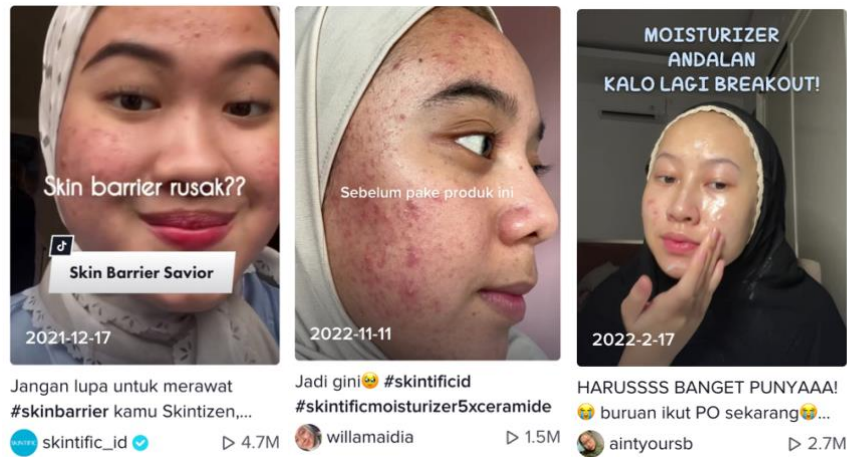 Skin barrier rusak??
Skin Barrier Savior
2021-12-17
Jangan lupa untuk merawat
#skinbarrier kamu Skintizen,...
SKINTIFIC
skintific_id
4.7M
Sebelum pake produk ini
2022-11-11
Jadi gini🥹 #skintificid
#skintificmoisturizer5xceramide
willamaidia
1.5M
MOISTURIZER
ANDALAN
KALO LAGI BREAKOUT!
2022-2-17
HARUSSSS BANGET PUNYAAA!
😭 buruan ikut PO sekarang😭...
aintyoursb
2.7M